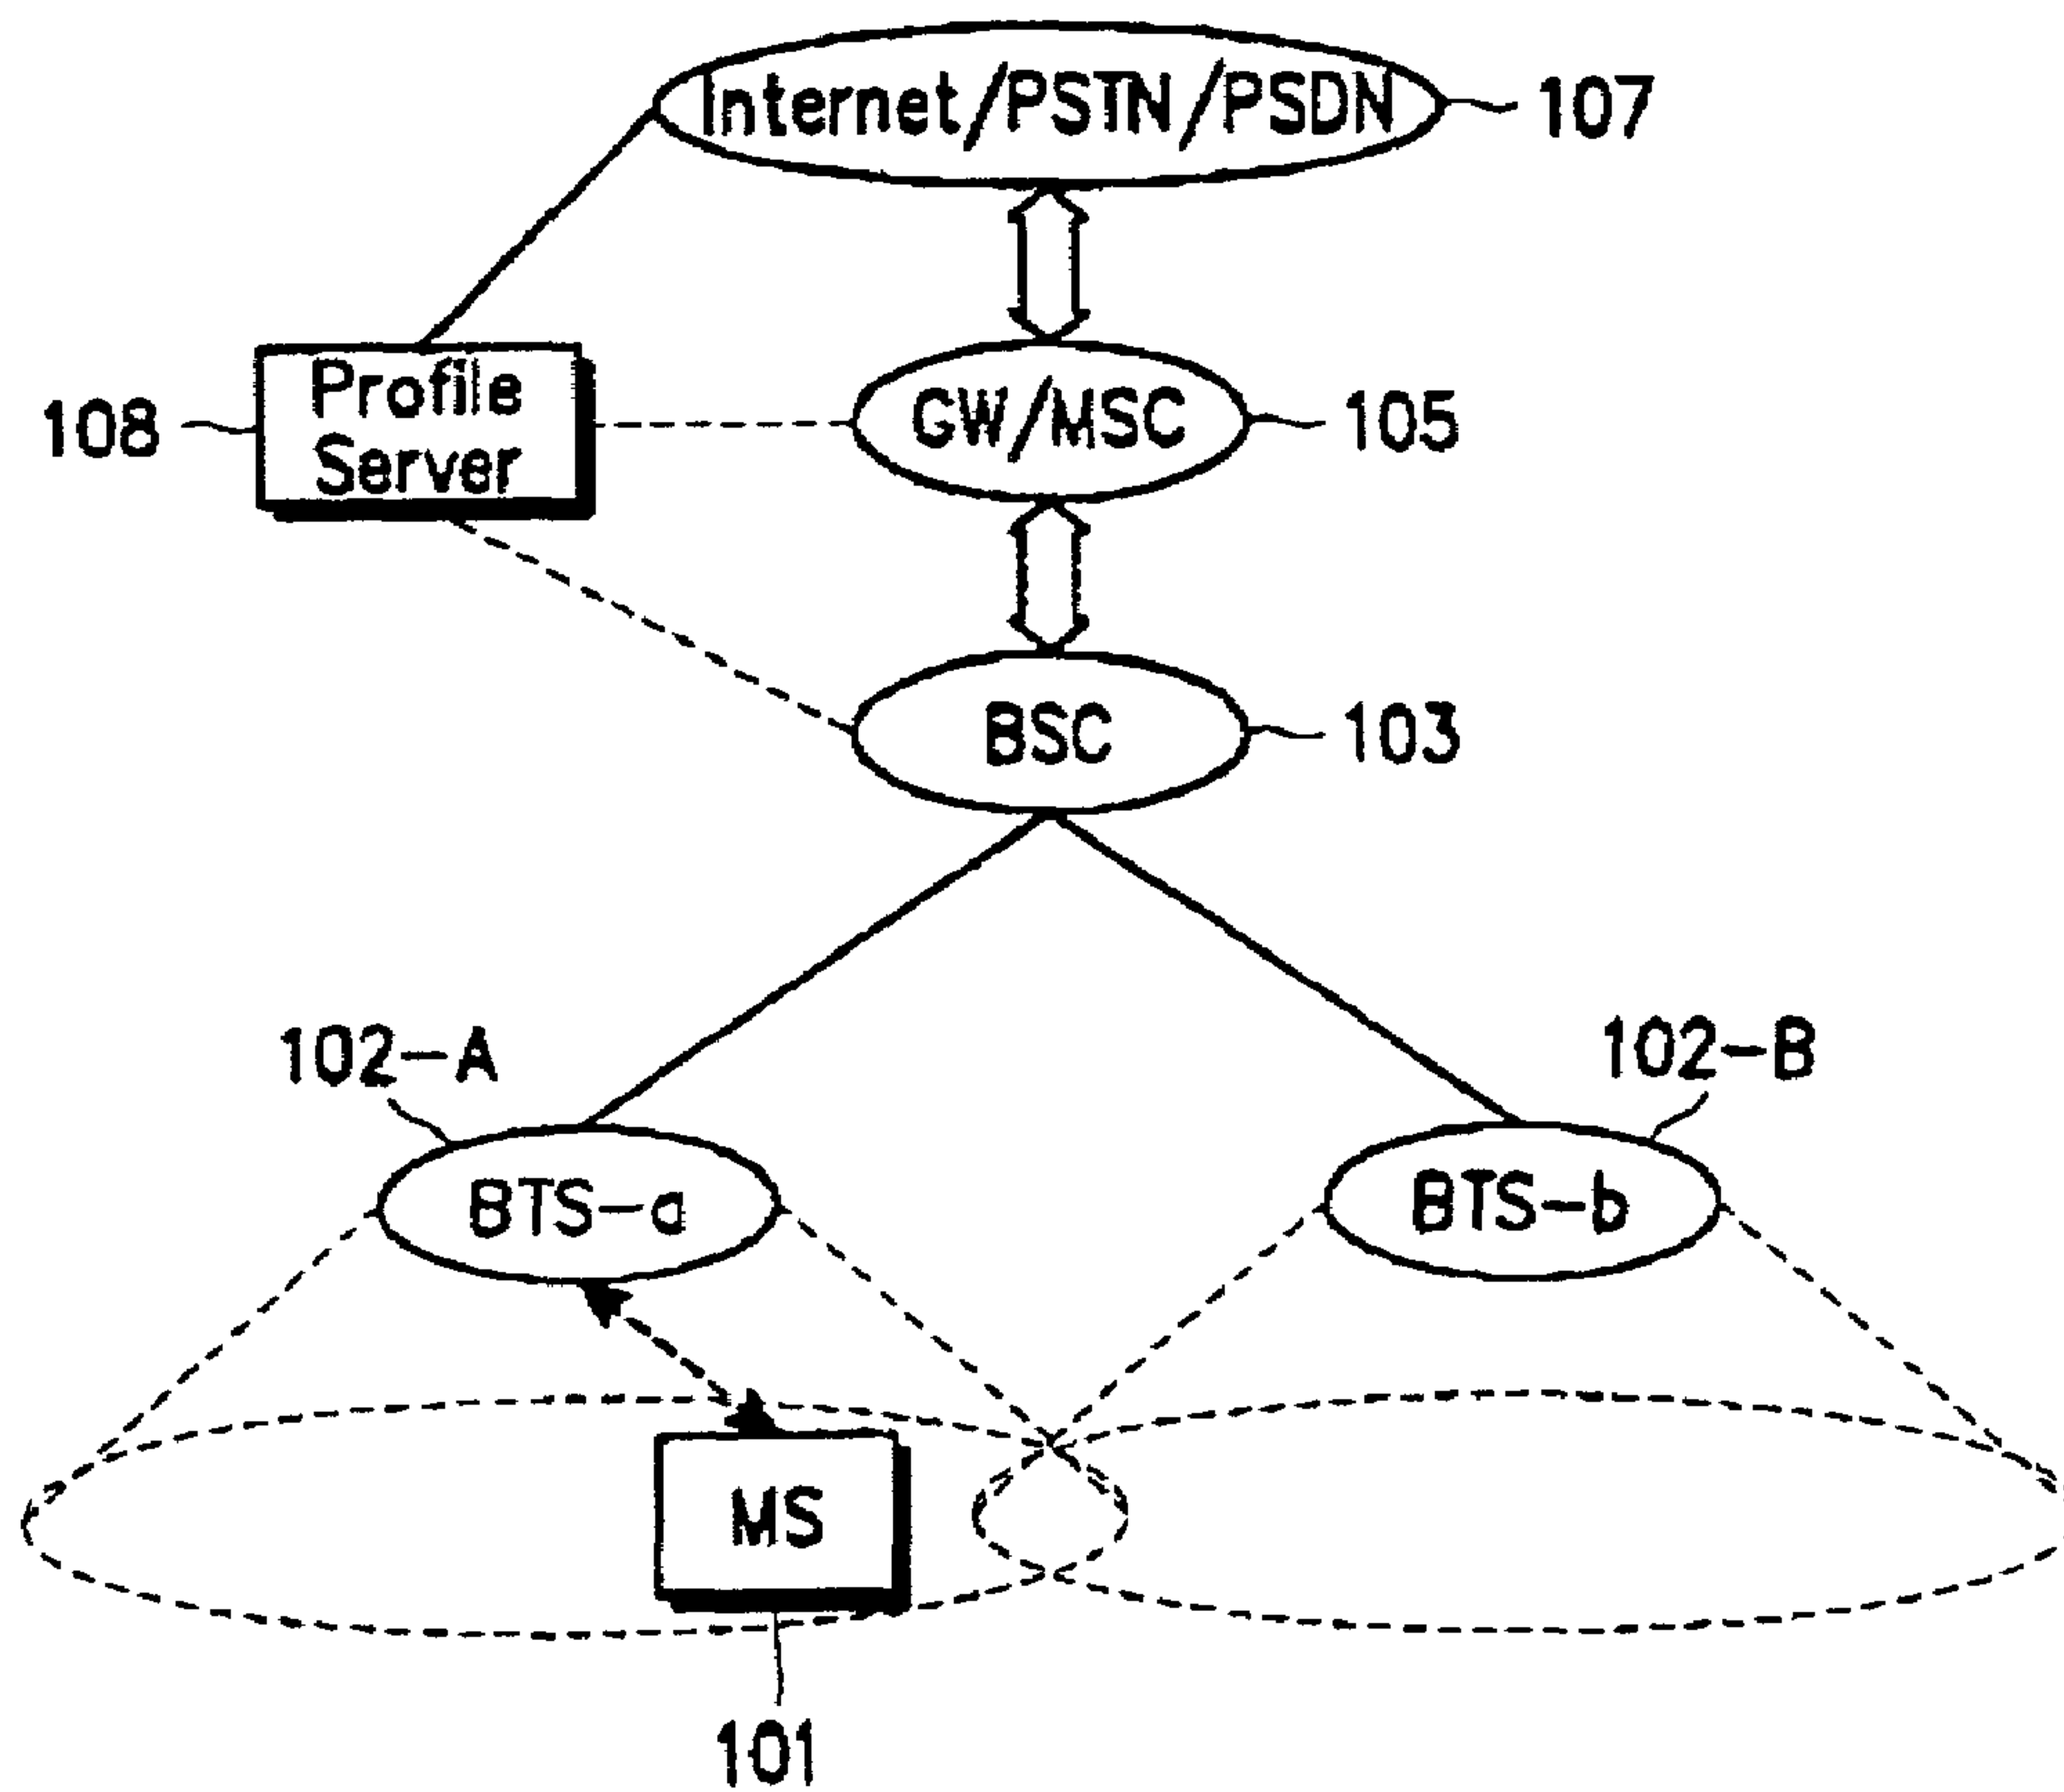 Internet/PSTN/PSDN
107
Profile
Server
108
GW/MSC
105
BSC
103
102-A
102-B
BTS-a
BTS-b
MS
101